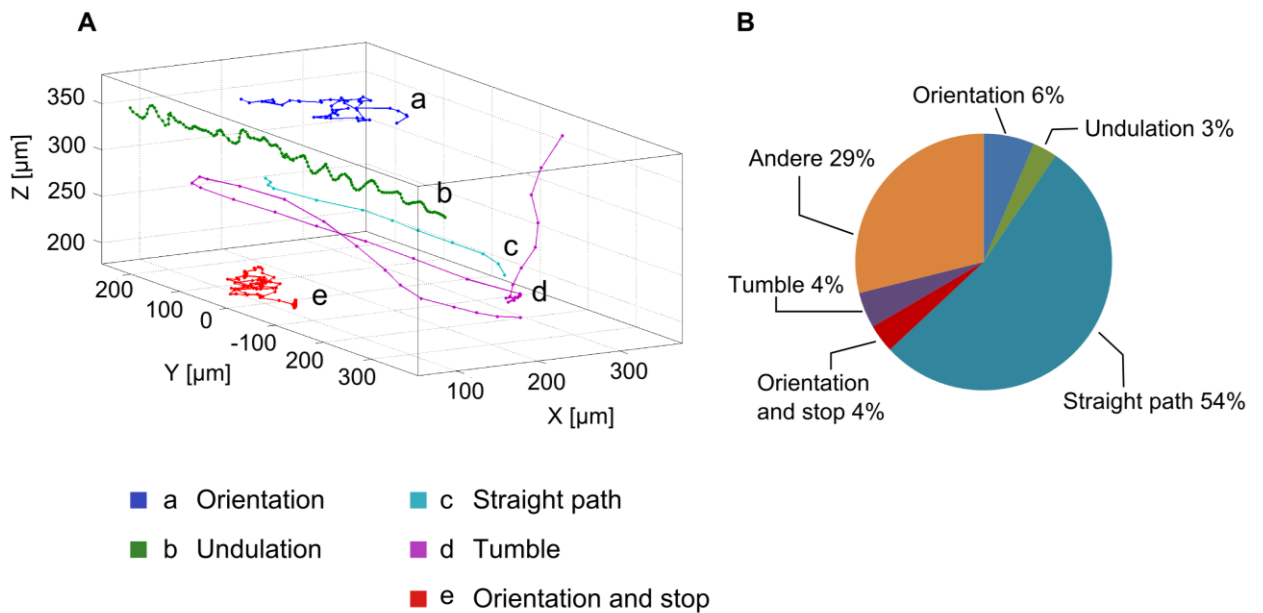 A
350
300
250
200
Z [µm]
200
100
0
-100
200
300
Y [µm]
100
200
300
X [µm]
a
b
c
d
e
B
Orientation 6%
Undulation 3%
Andere 29%
Tumble 4%
Orientation
and stop 4%
Straight path 54%
a Orientation
b Undulation
c Straight path
d Tumble
e Orientation and stop